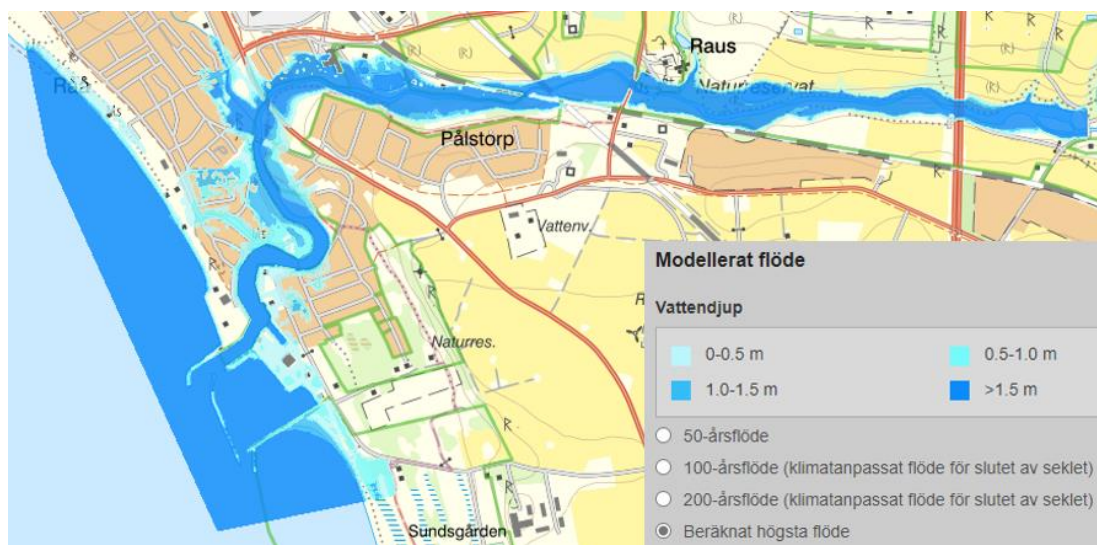 Raus
Naturreservat
Pålstorp
Vattenv.
Naturres.
Sundsgården
R
R
R
R
R
(R)
(R)
(R)
(R)
Modellerat flöde
Vattendjup
0-0.5 m
0.5-1.0 m
1.0-1.5 m
>1.5 m
50-årsflöde
100-årsflöde (klimatanpassat flöde för slutet av seklet)
200-årsflöde (klimatanpassat flöde för slutet av seklet)
Beräknat högsta flöde